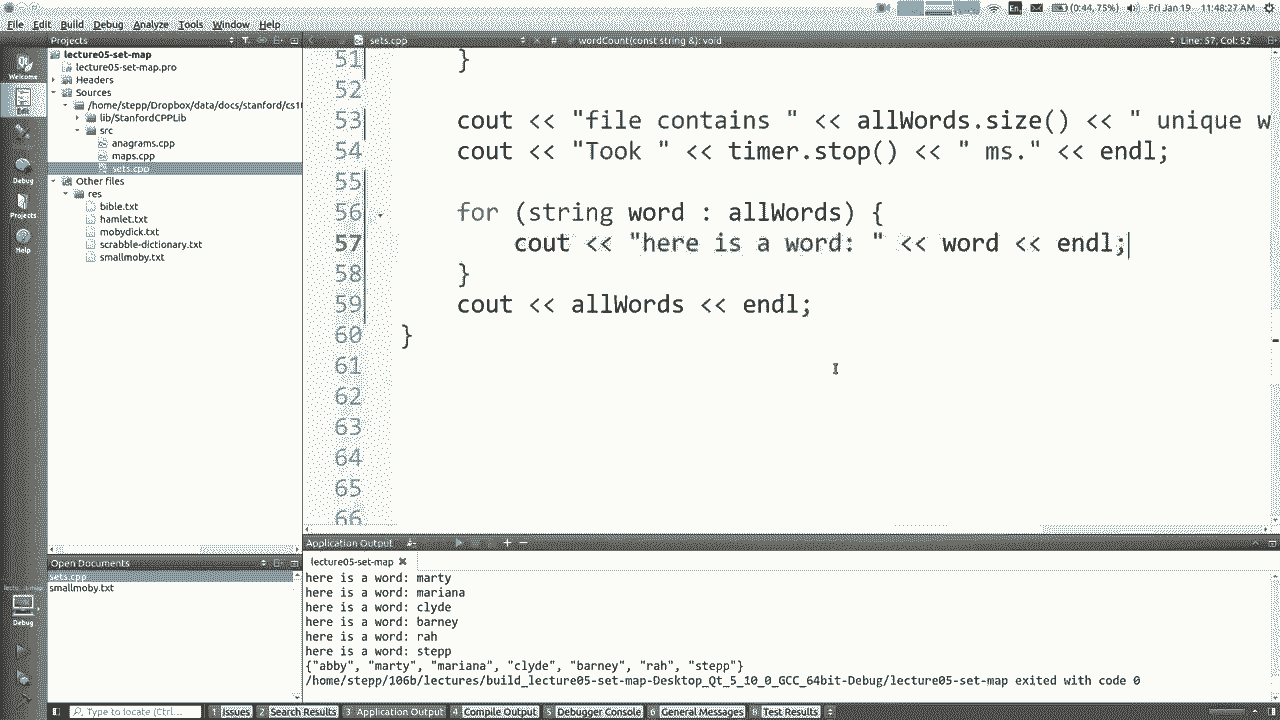 En (0:44, 75%) Fri Jan 19 11:48:27 AM
File Edit Build Debug Analyze Tools Window Help
Projects
sets.cpp
# wordCount(const string &): void
Line: 57, Col: 52
Welcome
Edit
Debug
Projects
Help
lecture05-set-map
lecture05-set-map.pro
Headers
Sources
/home/stepp/Dropbox/data/docs/stanford/cs10
lib/StanfordCPPLib
src
anagrams.cpp
maps.cpp
sets.cpp
Other files
res
bible.txt
hamlet.txt
mobydick.txt
scrabble-dictionary.txt
smallmoby.txt
51 }
52
53 cout << "file contains " << allWords.size() << " unique w
54 cout << "Took " << timer.stop() << " ms." << endl;
55
56 for (string word : allWords) {
57 cout << "here is a word: " << word << endl;
58 }
59 cout << allWords << endl;
60 }
61
62
63
64
65
66
Open Documents
sets.cpp
smallmoby.txt
Debug
Application Output
lecture05-set-map
here is a word: marty
here is a word: mariana
here is a word: clyde
here is a word: barney
here is a word: rah
here is a word: stepp
{"abby", "marty", "mariana", "clyde", "barney", "rah", "stepp"}
/home/stepp/106b/lectures/build_lecture05-set-map-Desktop_Qt_5_10_0_GCC_64bit-Debug/lecture05-set-map exited with code 0
Type to locate (Ctrl...
1 Issues 2 Search Results 3 Application Output 4 Compile Output 5 Debugger Console 6 General Messages 8 Test Results